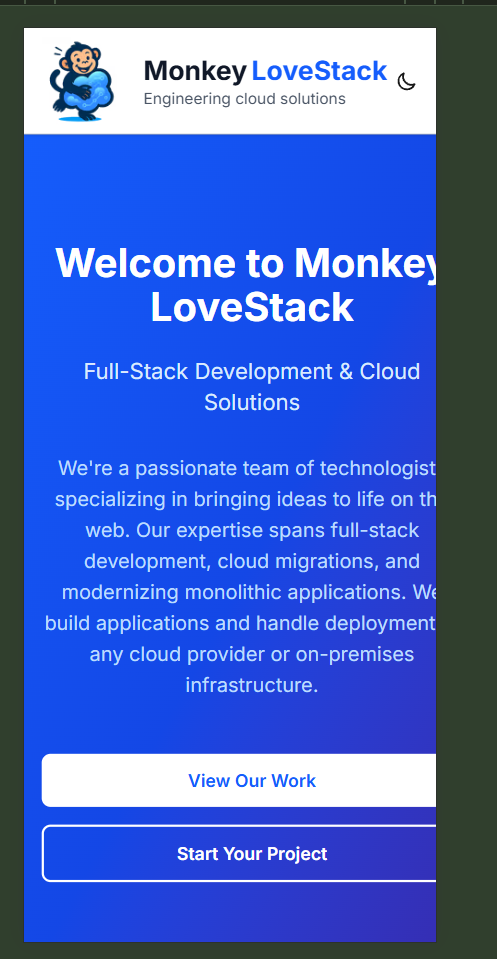 Monkey LoveStack
Engineering cloud solutions
Welcome to Monkey
LoveStack
Full-Stack Development & Cloud
Solutions
We're a passionate team of technologist
specializing in bringing ideas to life on th
web. Our expertise spans full-stack
development, cloud migrations, and
modernizing monolithic applications. We
build applications and handle deployment
any cloud provider or on-premises
infrastructure.
View Our Work
Start Your Project